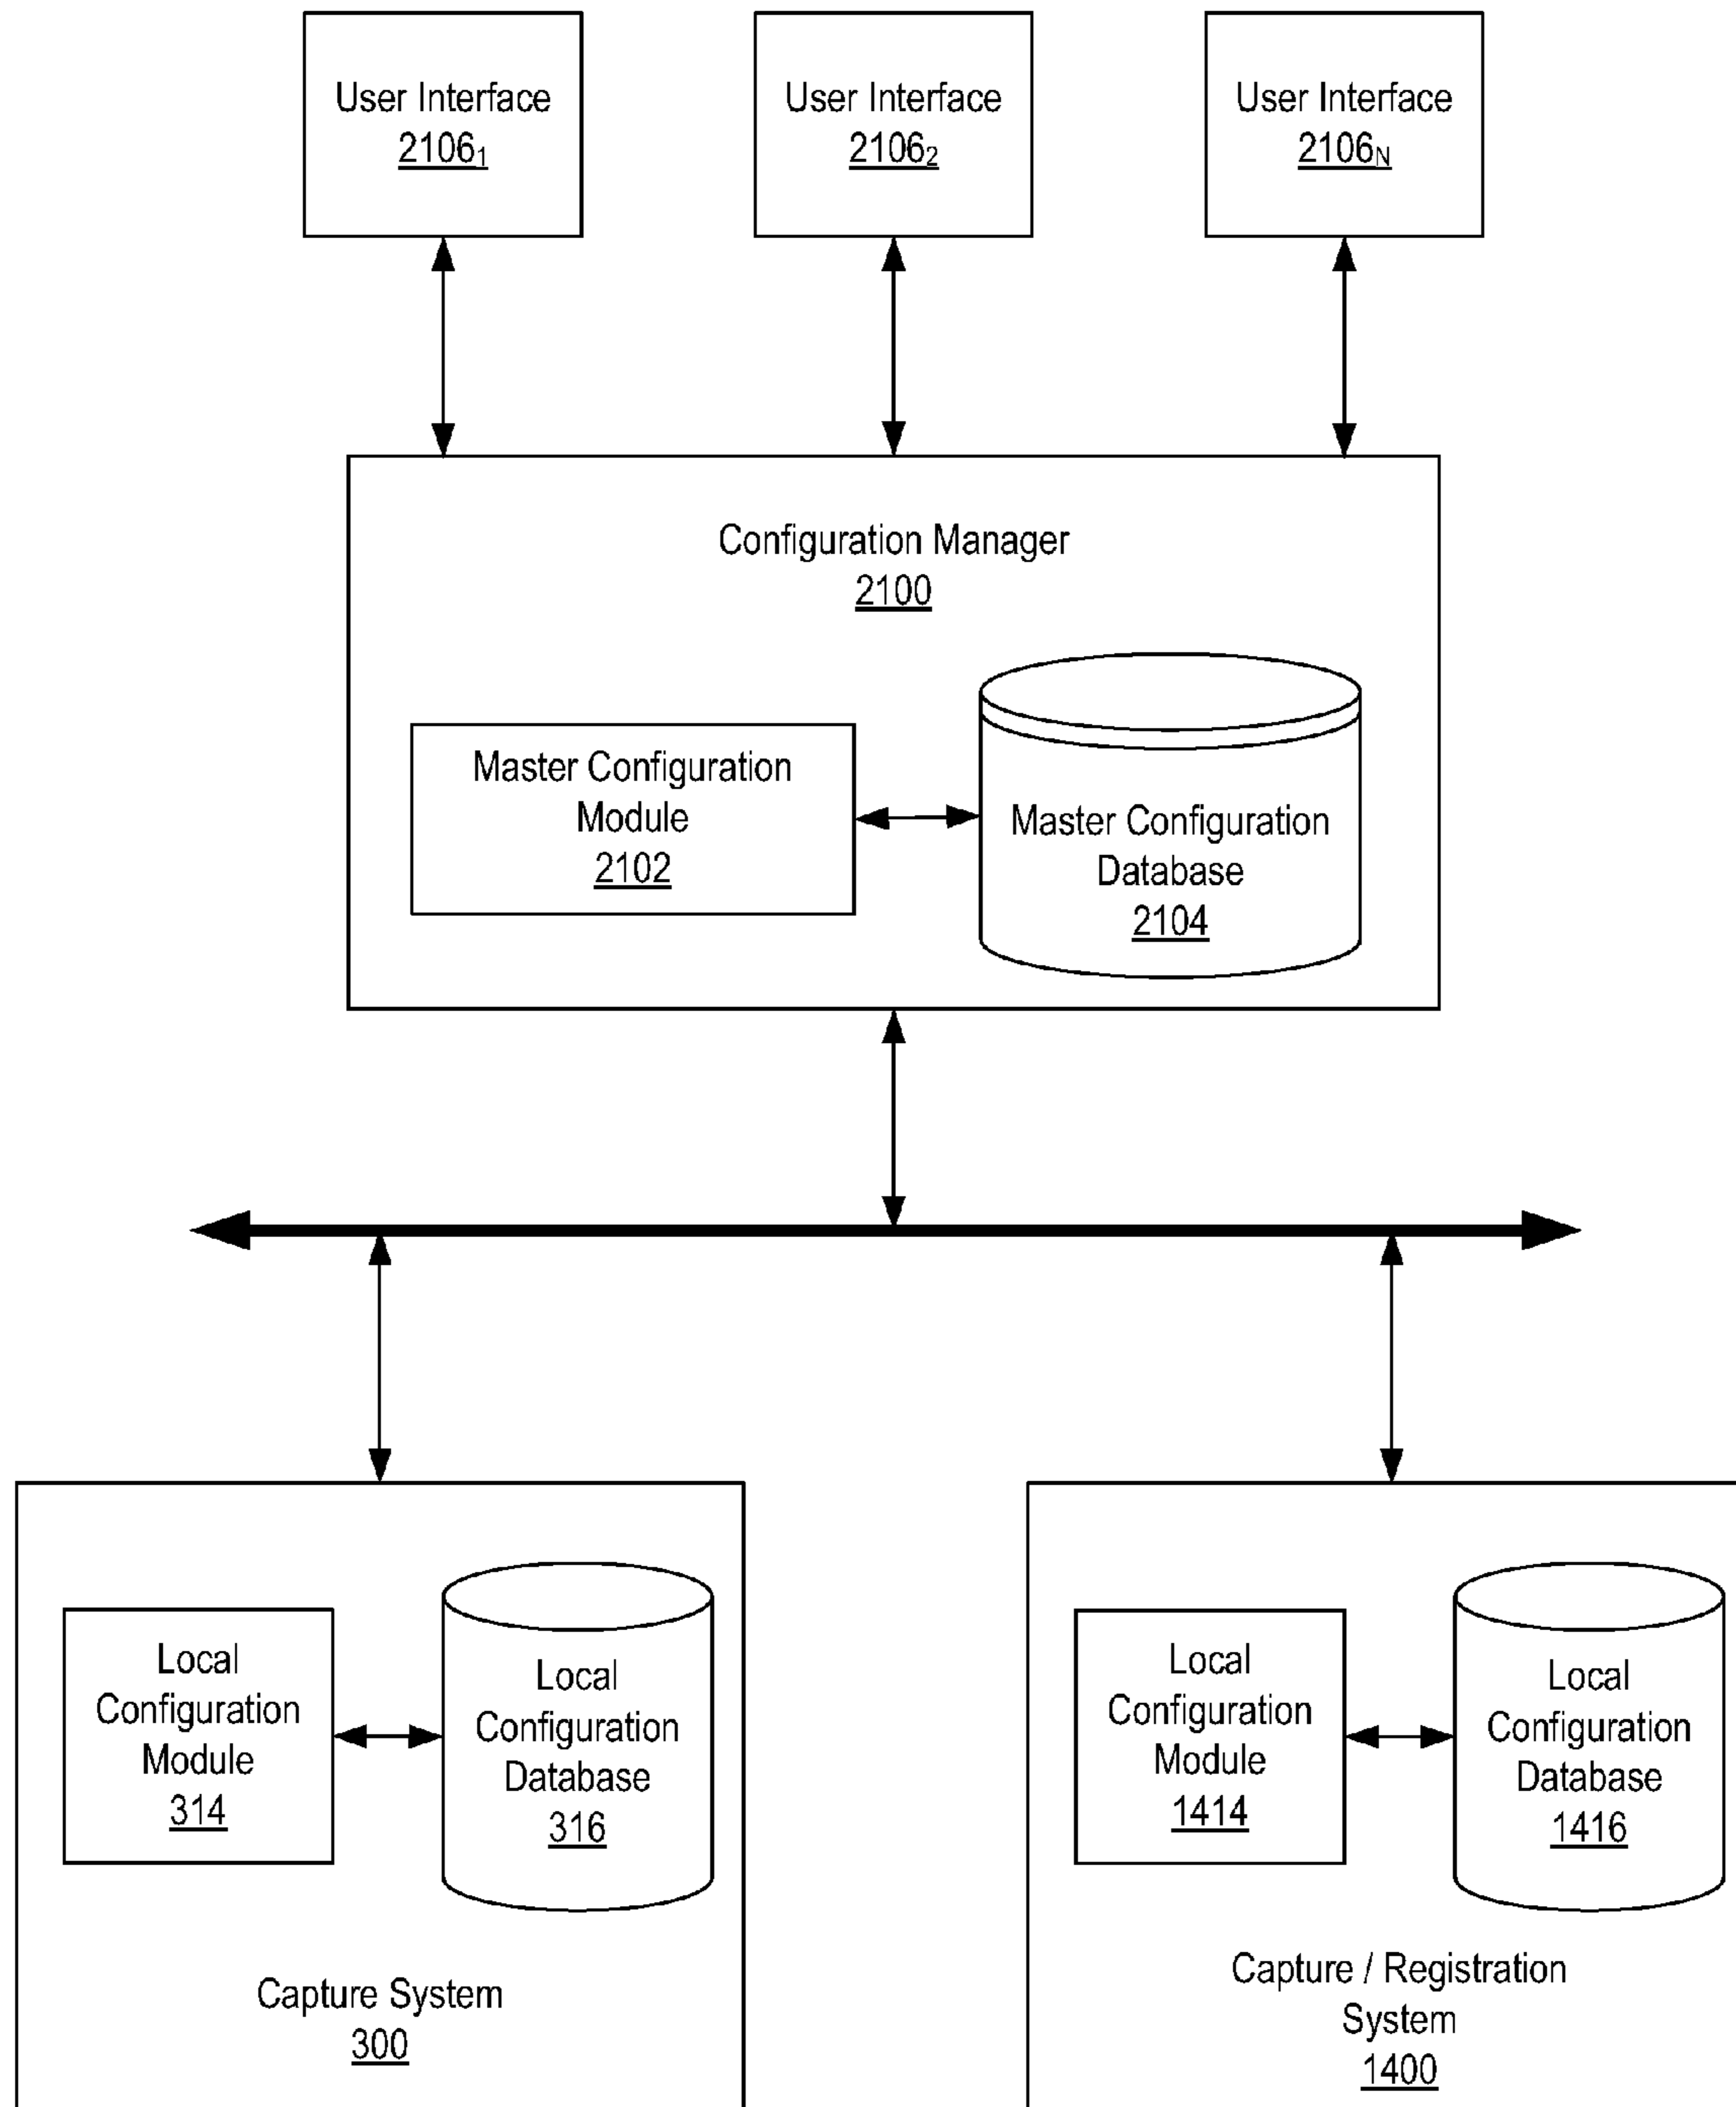 User Interface
2106₁
User Interface
2106₂
User Interface
2106N
Configuration Manager
2100
Master Configuration
Module
2102
Master Configuration
Database
2104
Local
Configuration
Module
314
Local
Configuration
Database
316
Capture System
300
Local
Configuration
Module
1414
Local
Configuration
Database
1416
Capture / Registration
System
1400